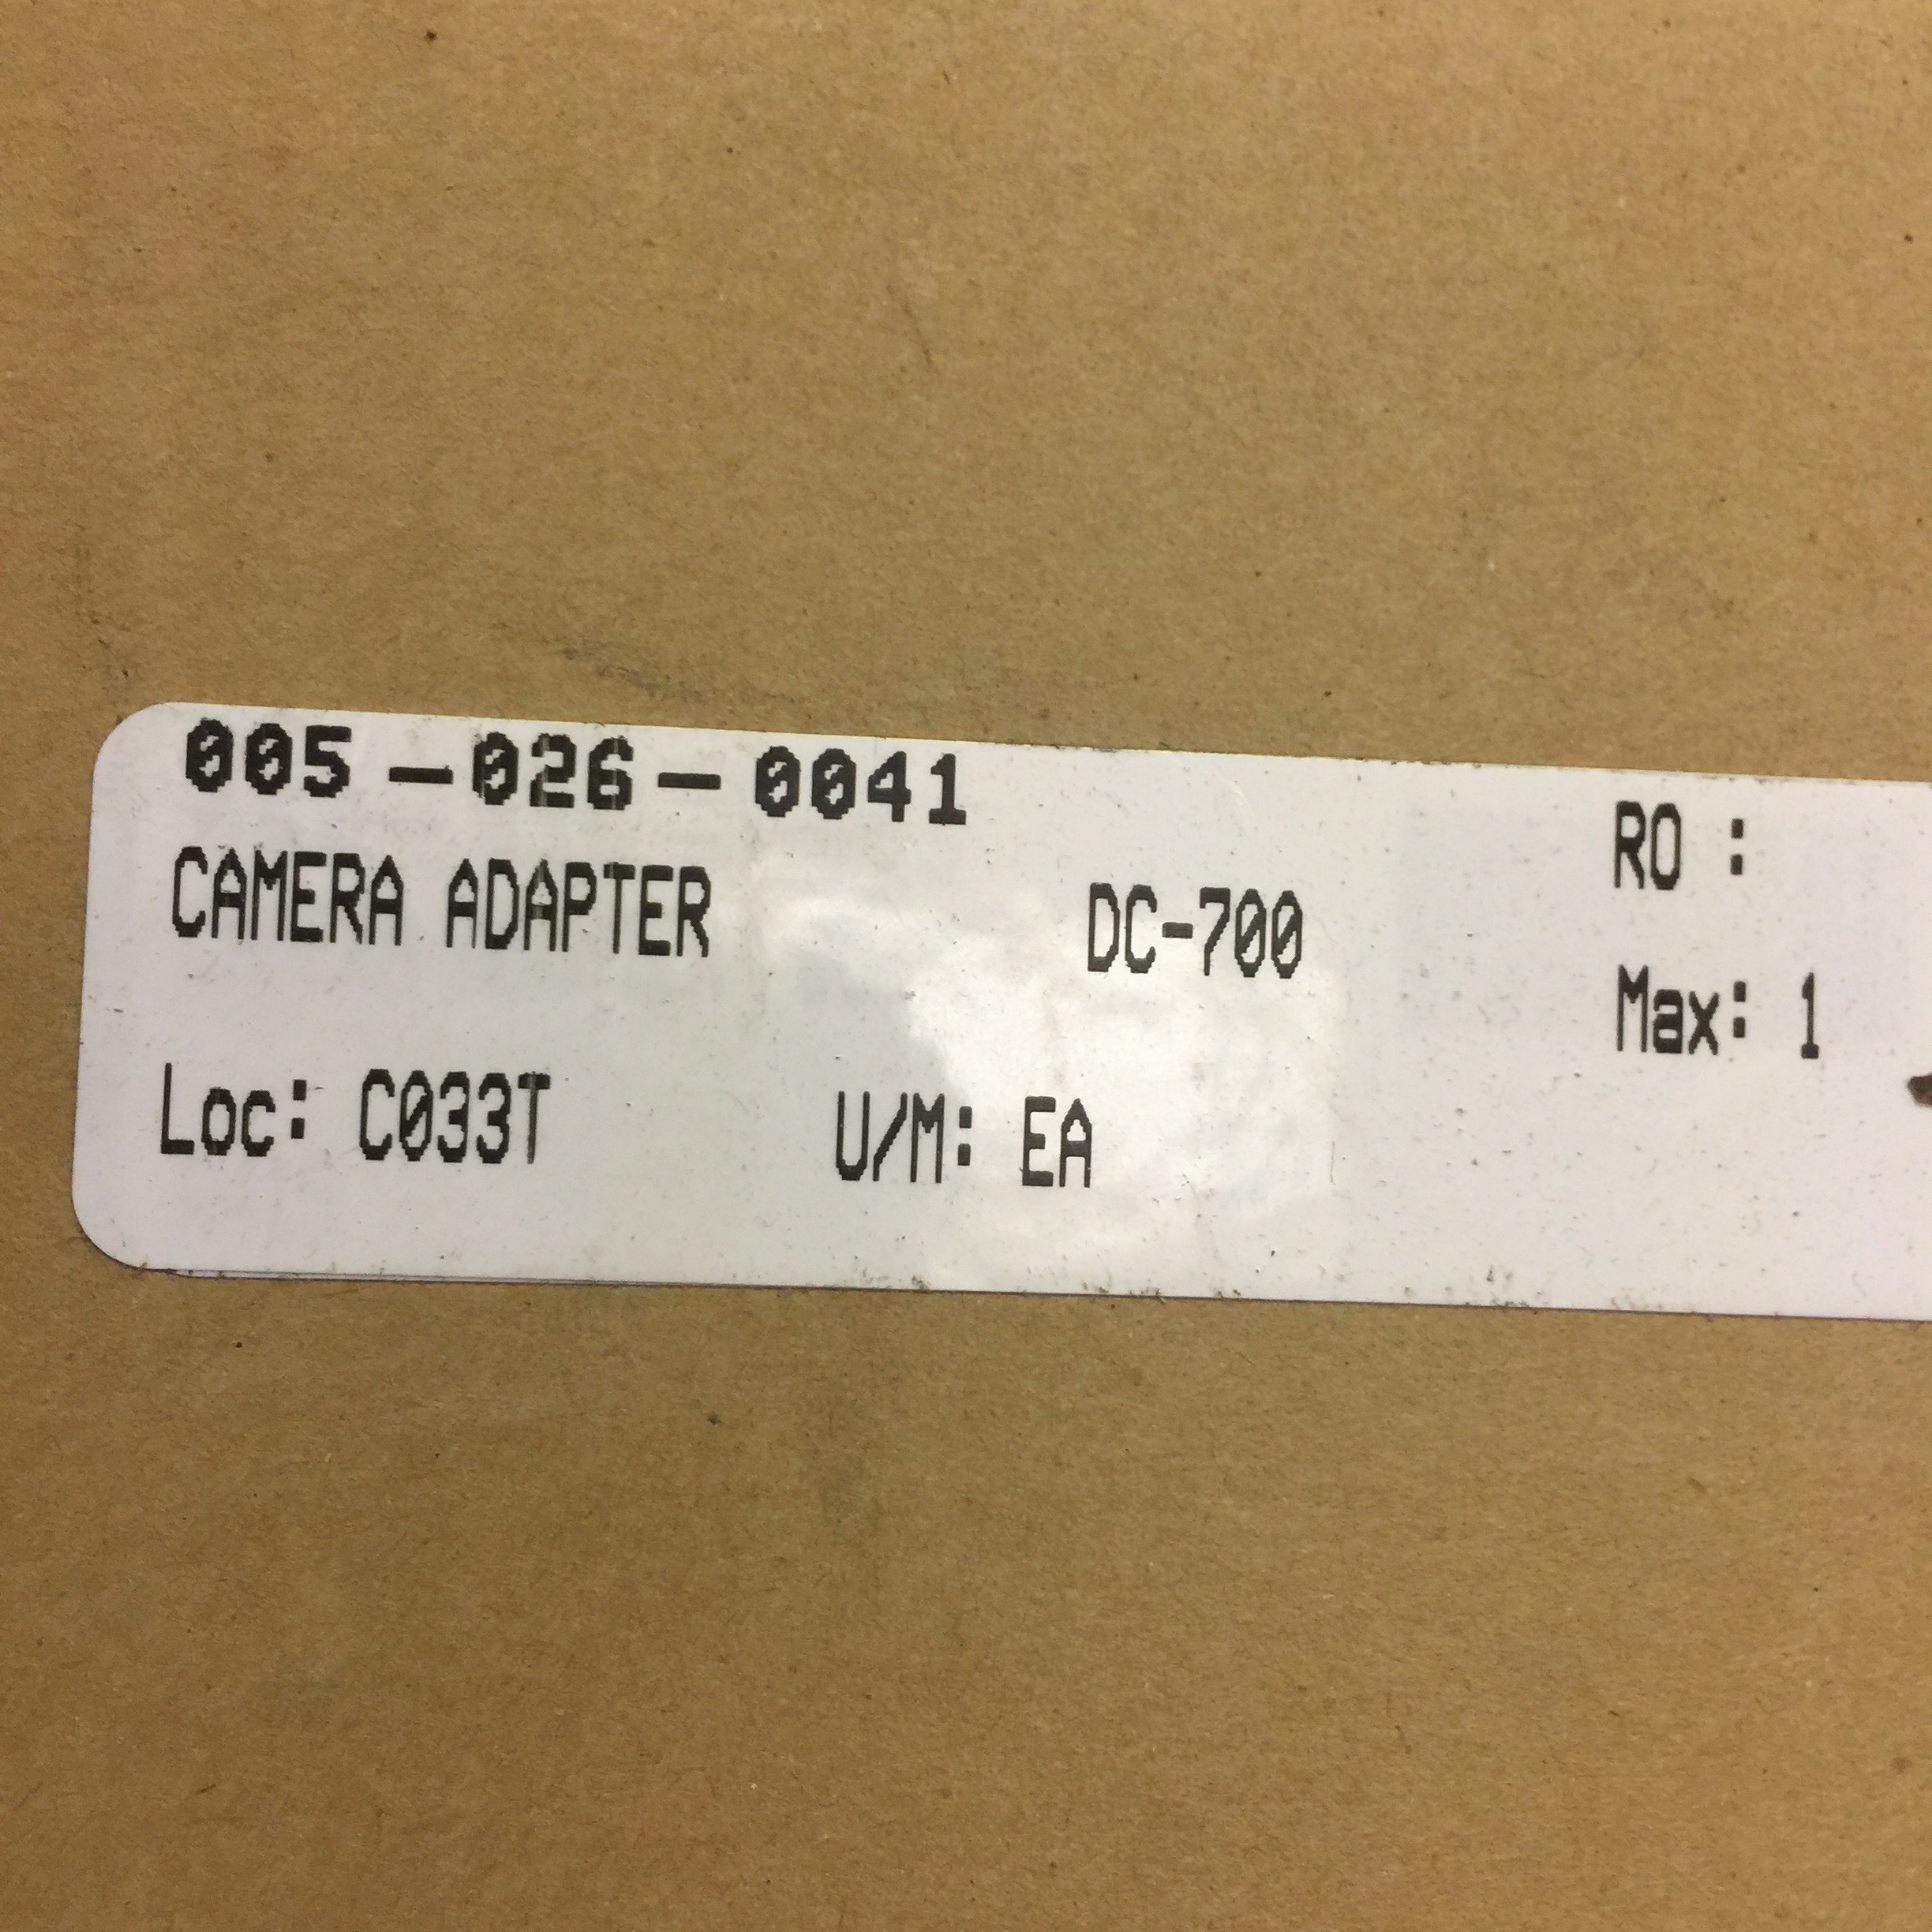 005-026-0041
CAMERA ADAPTER DC-700 RO :
Max: 1
Loc: C033T U/M: EA